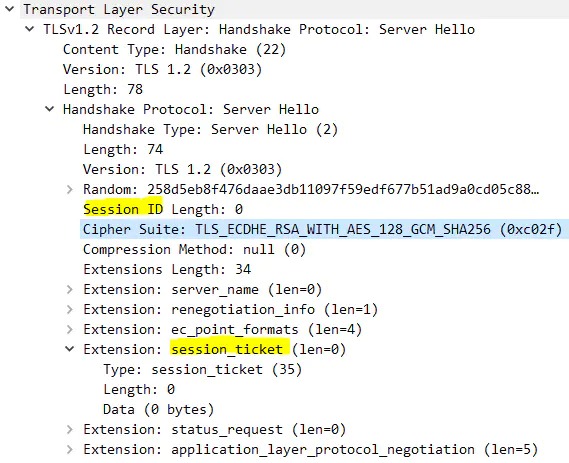 Transport Layer Security
TLSv1.2 Record Layer: Handshake Protocol: Server Hello
Content Type: Handshake (22)
Version: TLS 1.2 (0x0303)
Length: 78
Handshake Protocol: Server Hello
Handshake Type: Server Hello (2)
Length: 74
Version: TLS 1.2 (0x0303)
Random: 258d5eb8f476daae3db11097f59edf677b51ad9a0cd05c88…
Session ID Length: 0
Cipher Suite: TLS_ECDHE_RSA_WITH_AES_128_GCM_SHA256 (0xc02f)
Compression Method: null (0)
Extensions Length: 34
Extension: server_name (len=0)
Extension: renegotiation_info (len=1)
Extension: ec_point_formats (len=4)
Extension: session_ticket (len=0)
Type: session_ticket (35)
Length: 0
Data (0 bytes)
Extension: status_request (len=0)
Extension: application_layer_protocol_negotiation (len=5)